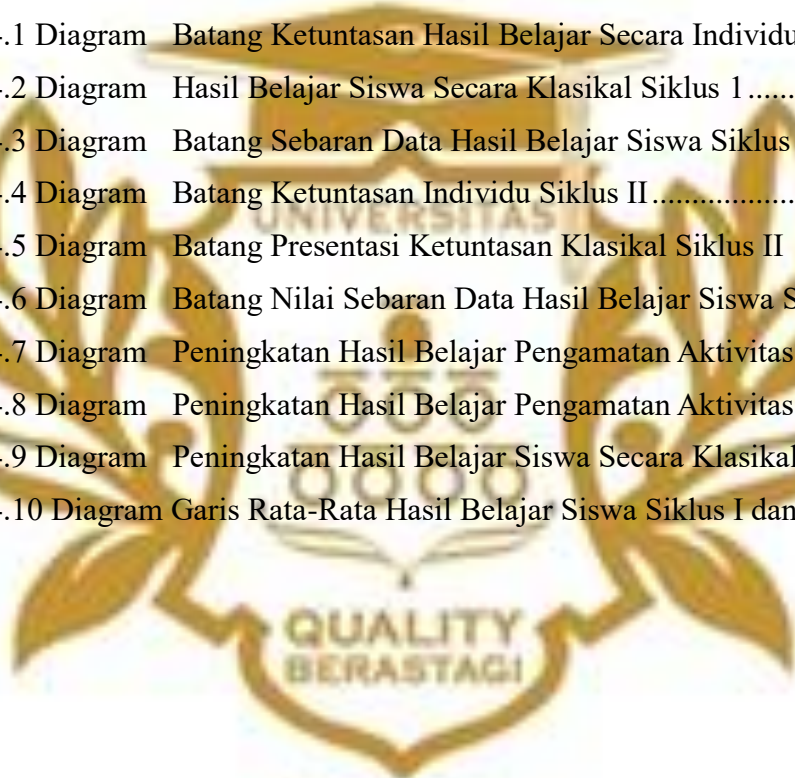 .1 Diagram Batang Ketuntasan Hasil Belajar Secara Individu
.2 Diagram Hasil Belajar Siswa Secara Klasikal Siklus 1.......
.3 Diagram Batang Sebaran Data Hasil Belajar Siswa Siklus
.4 Diagram Batang Ketuntasan Individu Siklus II...................
UNIVERSITAS
.5 Diagram Batang Presentasi Ketuntasan Klasikal Siklus II
.6 Diagram Batang Nilai Sebaran Data Hasil Belajar Siswa S
.7 Diagram Peningkatan Hasil Belajar Pengamatan Aktivitas
.8 Diagram Peningkatan Hasil Belajar Pengamatan Aktivitas
.9 Diagram Peningkatan Hasil Belajar Siswa Secara Klasikal
.10 Diagram Garis Rata-Rata Hasil Belajar Siswa Siklus I dan
QUALITY
BERASTAGI